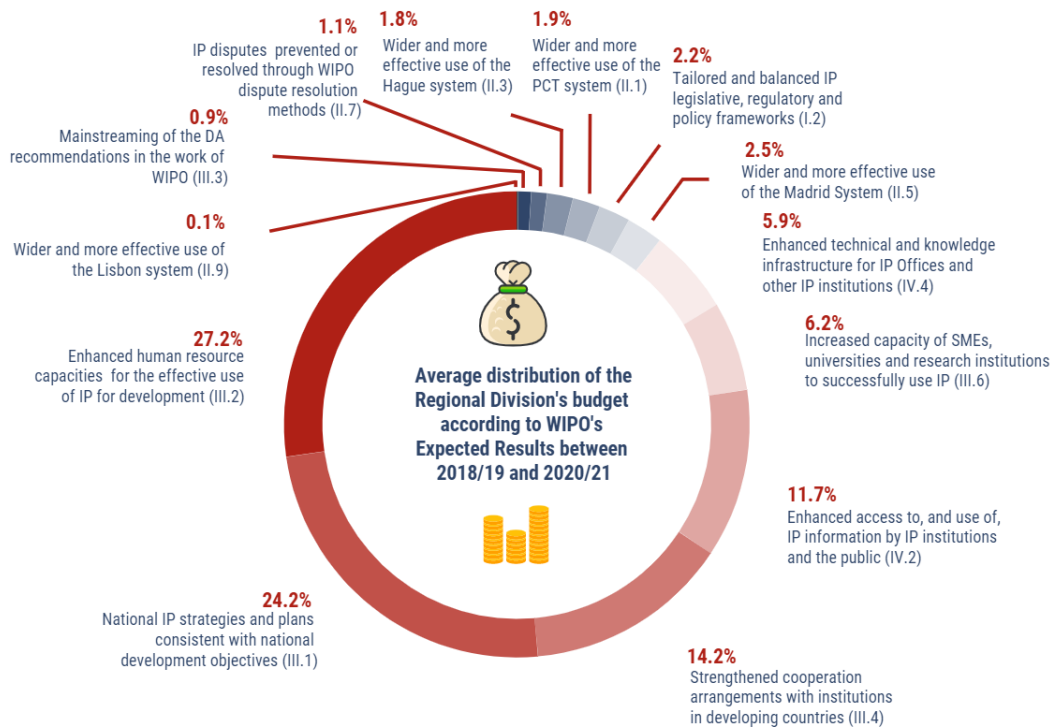 1.1%
IP disputes prevented or
resolved through WIPO
dispute resolution
methods (II.7)
1.8%
Wider and more
effective use of the
Hague system (II.3)
1.9%
Wider and more
effective use of the
PCT system (II.1)
2.2%
Tailored and balanced IP
legislative, regulatory and
policy frameworks (I.2)
0.9%
Mainstreaming of the DA
recommendations in the work of
WIPO (III.3)
2.5%
Wider and more effective use
of the Madrid System (II.5)
0.1%
Wider and more effective use of
the Lisbon system (II.9)
5.9%
Enhanced technical and knowledge
infrastructure for IP Offices and
other IP institutions (IV.4)
27.2%
Enhanced human resource
capacities for the effective use
of IP for development (III.2)
6.2%
Increased capacity of SMEs,
universities and research institutions
to successfully use IP (III.6)
$
Average distribution of the
Regional Division's budget
according to WIPO's
Expected Results between
2018/19 and 2020/21
11.7%
Enhanced access to, and use of,
IP information by IP institutions
and the public (IV.2)
24.2%
National IP strategies and plans
consistent with national
development objectives (III.1)
14.2%
Strengthened cooperation
arrangements with institutions
in developing countries (III.4)